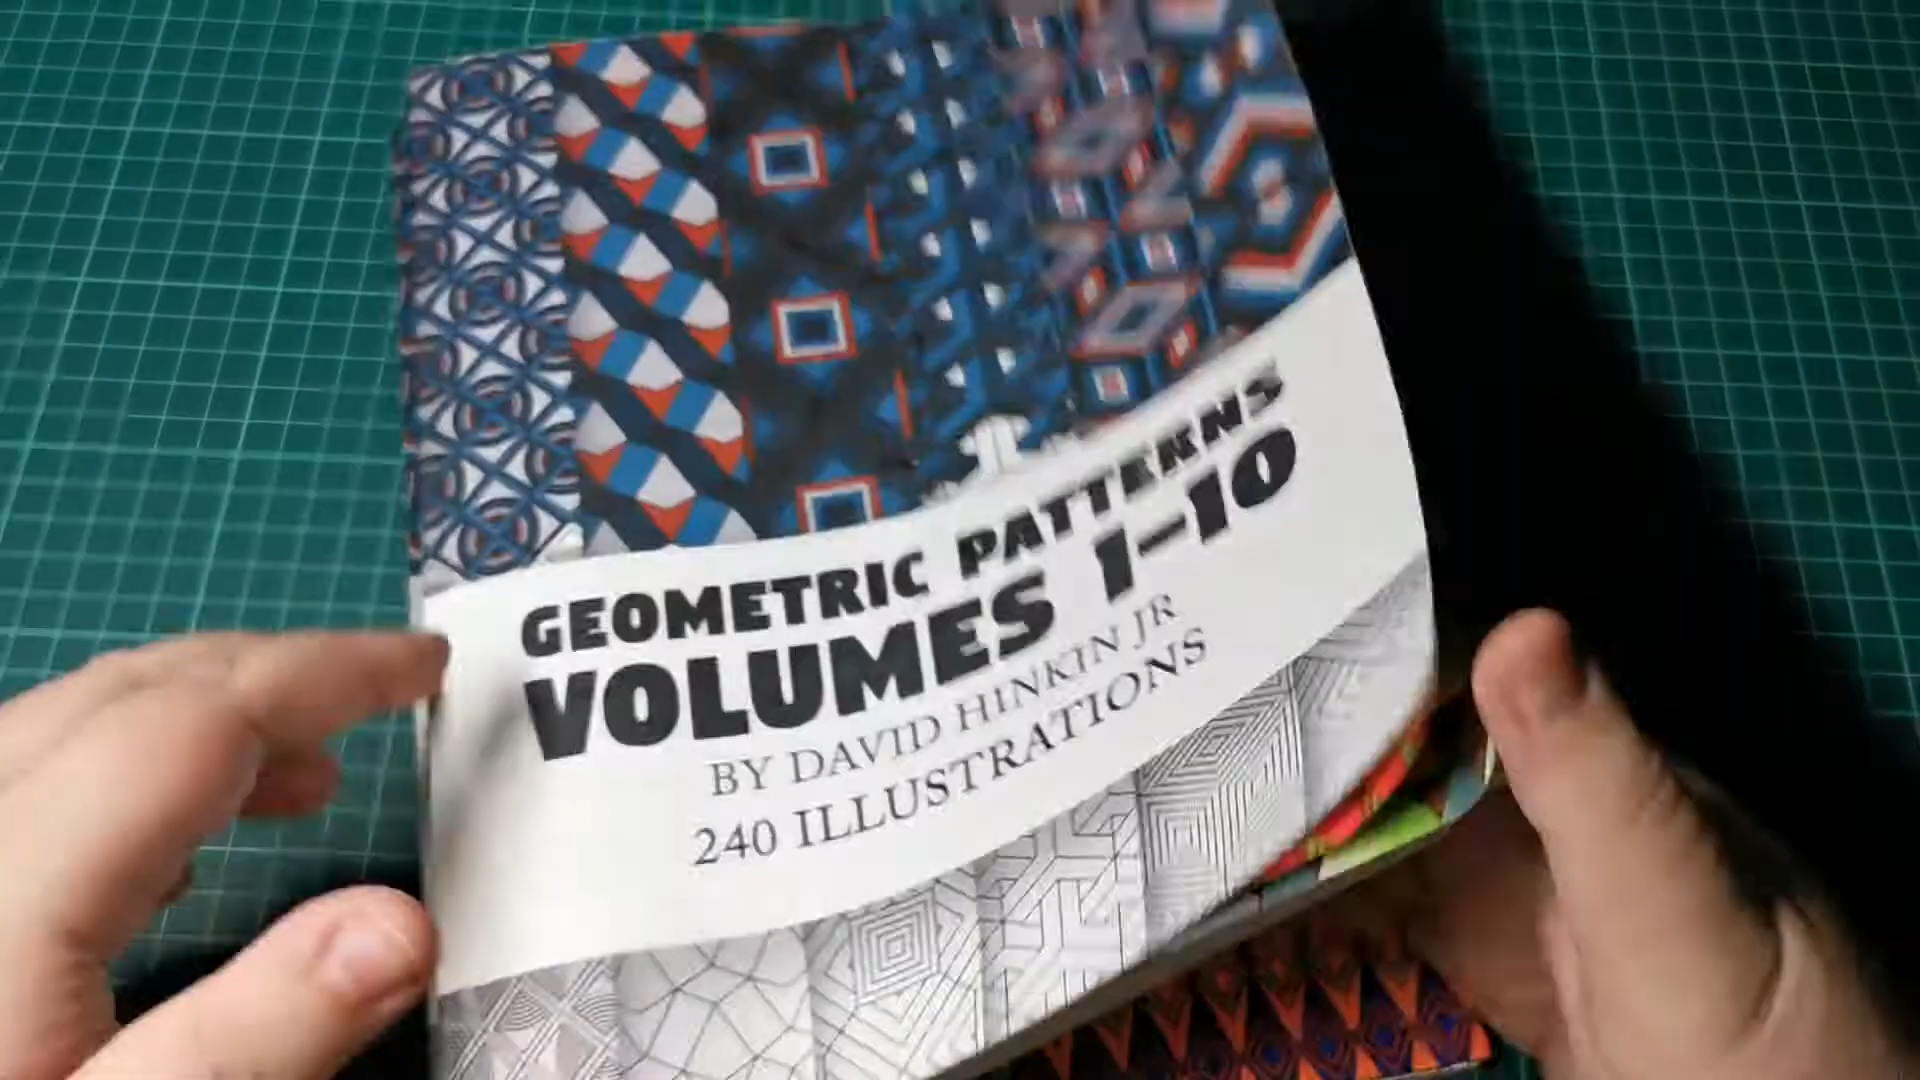 GEOMETRIC PATTERNS
VOLUMES 1-10
BY DAVID HINKIN JR
240 ILLUSTRATIONS